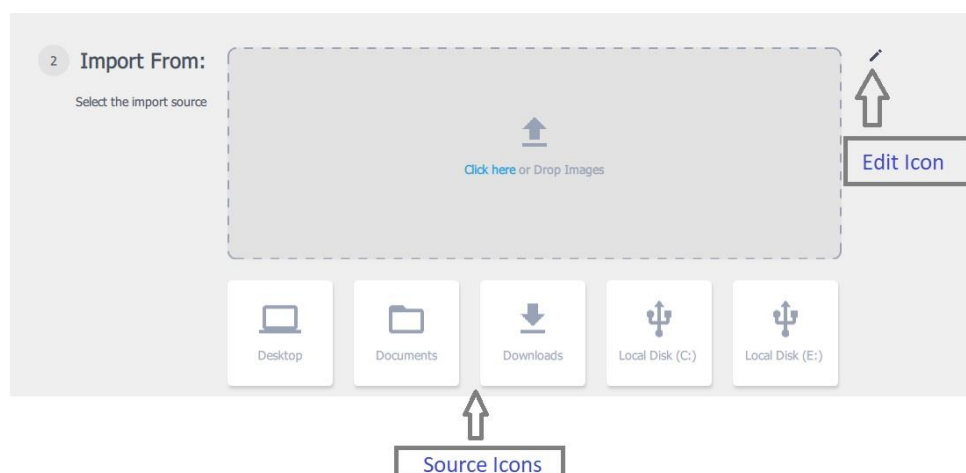 2 Import From:
Select the import source
Click here or Drop Images
Edit Icon
Desktop Documents Downloads Local Disk (C:) Local Disk (E:)
Source Icons